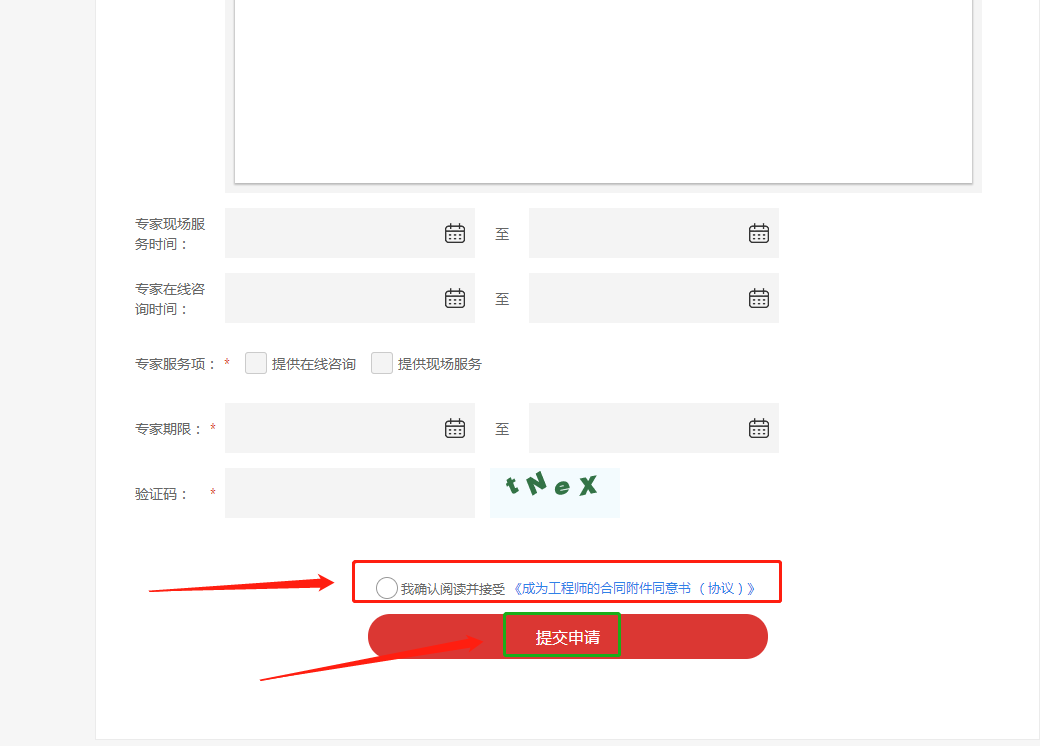 专家现场服
务时间：
至
专家在线咨
询时间：
至
专家服务项： * 提供在线咨询 提供现场服务
专家期限： *
至
验证码： *
tNeX
我确认阅读并接受 《成为工程师的合同附件同意书（协议）》
提交申请